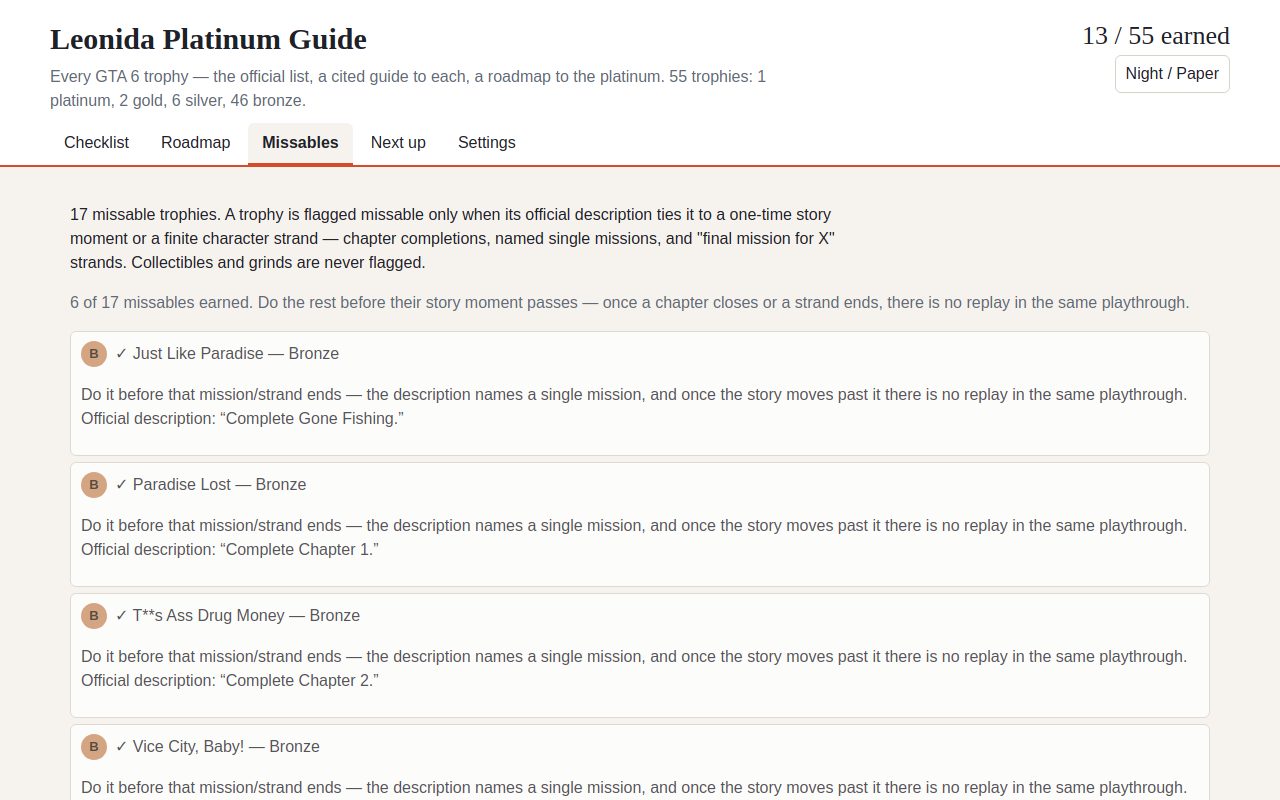 Leonida Platinum Guide
13 / 55 earned
Every GTA 6 trophy — the official list, a cited guide to each, a roadmap to the platinum. 55 trophies: 1
platinum, 2 gold, 6 silver, 46 bronze.
Night / Paper
Checklist Roadmap Missables Next up Settings
17 missable trophies. A trophy is flagged missable only when its official description ties it to a one-time story
moment or a finite character strand — chapter completions, named single missions, and "final mission for X"
strands. Collectibles and grinds are never flagged.
6 of 17 missables earned. Do the rest before their story moment passes — once a chapter closes or a strand ends, there is no replay in the same playthrough.
B ✓ Just Like Paradise — Bronze
Do it before that mission/strand ends — the description names a single mission, and once the story moves past it there is no replay in the same playthrough.
Official description: “Complete Gone Fishing.”
B ✓ Paradise Lost — Bronze
Do it before that mission/strand ends — the description names a single mission, and once the story moves past it there is no replay in the same playthrough.
Official description: “Complete Chapter 1.”
B ✓ T**s Ass Drug Money — Bronze
Do it before that mission/strand ends — the description names a single mission, and once the story moves past it there is no replay in the same playthrough.
Official description: “Complete Chapter 2.”
B ✓ Vice City, Baby! — Bronze
Do it before that mission/strand ends — the description names a single mission, and once the story moves past it there is no replay in the same playthrough.